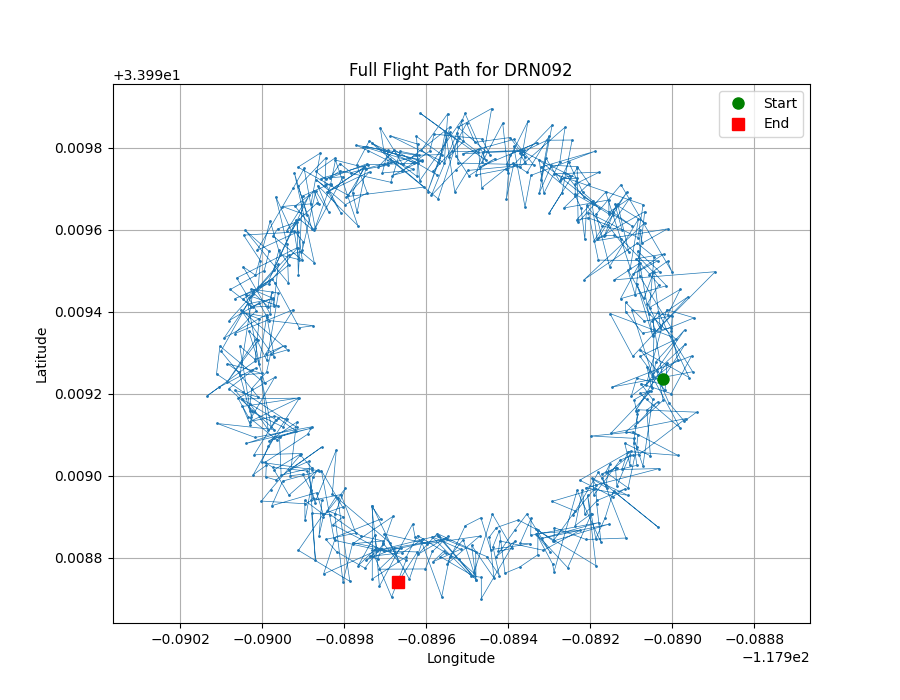 Full Flight Path for DRN092
+3.399e1
Start
End
0.0098
0.0096
0.0094
0.0092
0.0090
0.0088
Latitude
−0.0902
−0.0900
−0.0898
−0.0896
−0.0894
−0.0892
−0.0890
−0.0888
Longitude
−1.179e2